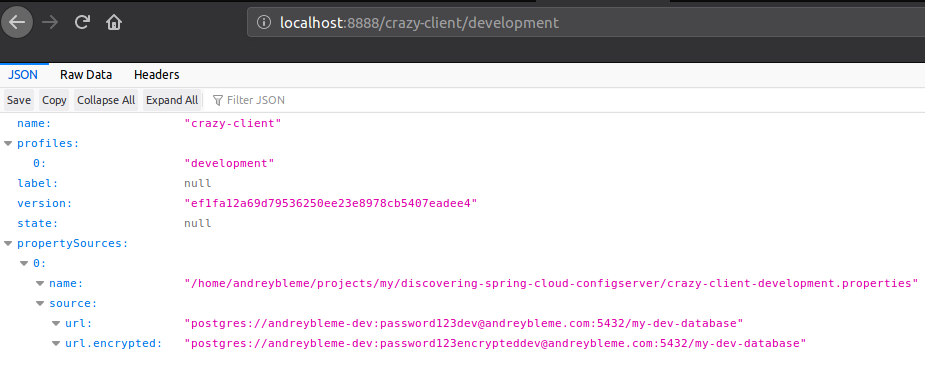 localhost:8888/crazy-client/development
JSON Raw Data Headers
Save Copy Collapse All Expand All Filter JSON
name: "crazy-client"
profiles:
0: "development"
label: null
version: "ef1fa12a69d79536250ee23e8978cb5407eadee4"
state: null
propertySources:
0:
name: "/home/andreybleme/projects/my/discovering-spring-cloud-configserver/crazy-client-development.properties"
source:
url: "postgres://andreybleme-dev:password123dev@andreybleme.com:5432/my-dev-database"
url.encrypted: "postgres://andreybleme-dev:password123encrypteddev@andreybleme.com:5432/my-dev-database"